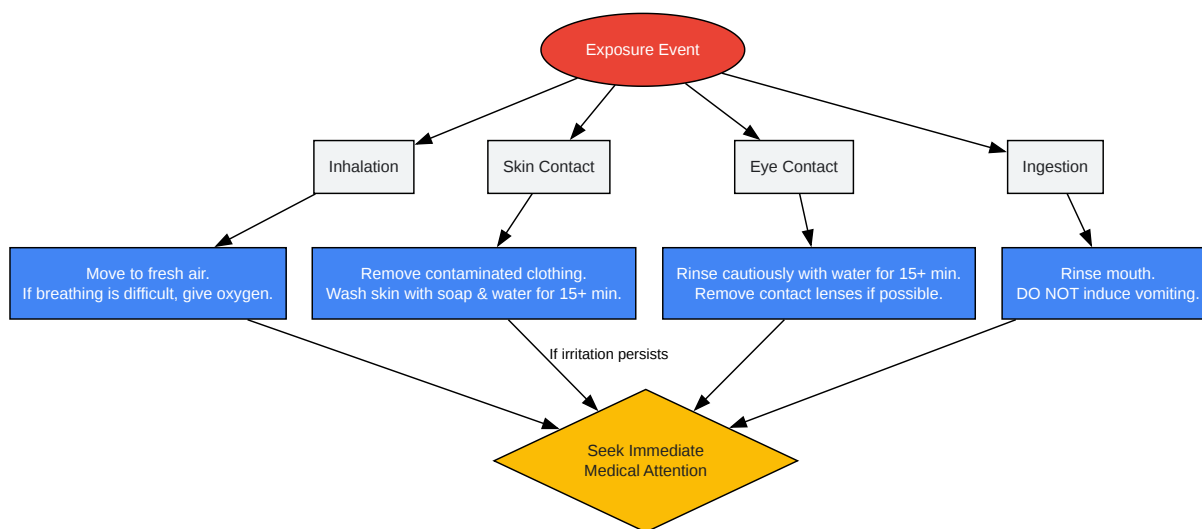 Exposure Event
Inhalation
Skin Contact
Eye Contact
Ingestion
Move to fresh air.
If breathing is difficult, give oxygen.
Remove contaminated clothing.
Wash skin with soap & water for 15+ min.
Rinse cautiously with water for 15+ min.
Remove contact lenses if possible.
Rinse mouth.
DO NOT induce vomiting.
If irritation persists
Seek Immediate
Medical Attention